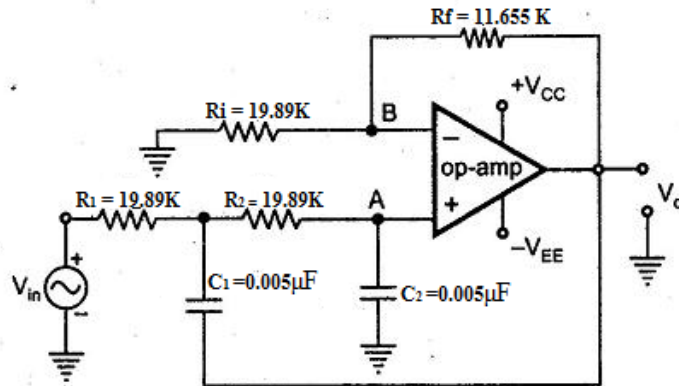 Rf = 11.655 K
+VCC
Ri = 19.89K
B
−
op-amp
R1 = 19.89K
R2 = 19.89K
A
+
Vo
−VEE
+
Vin
−
C1 =0.005μF
C2 =0.005μF